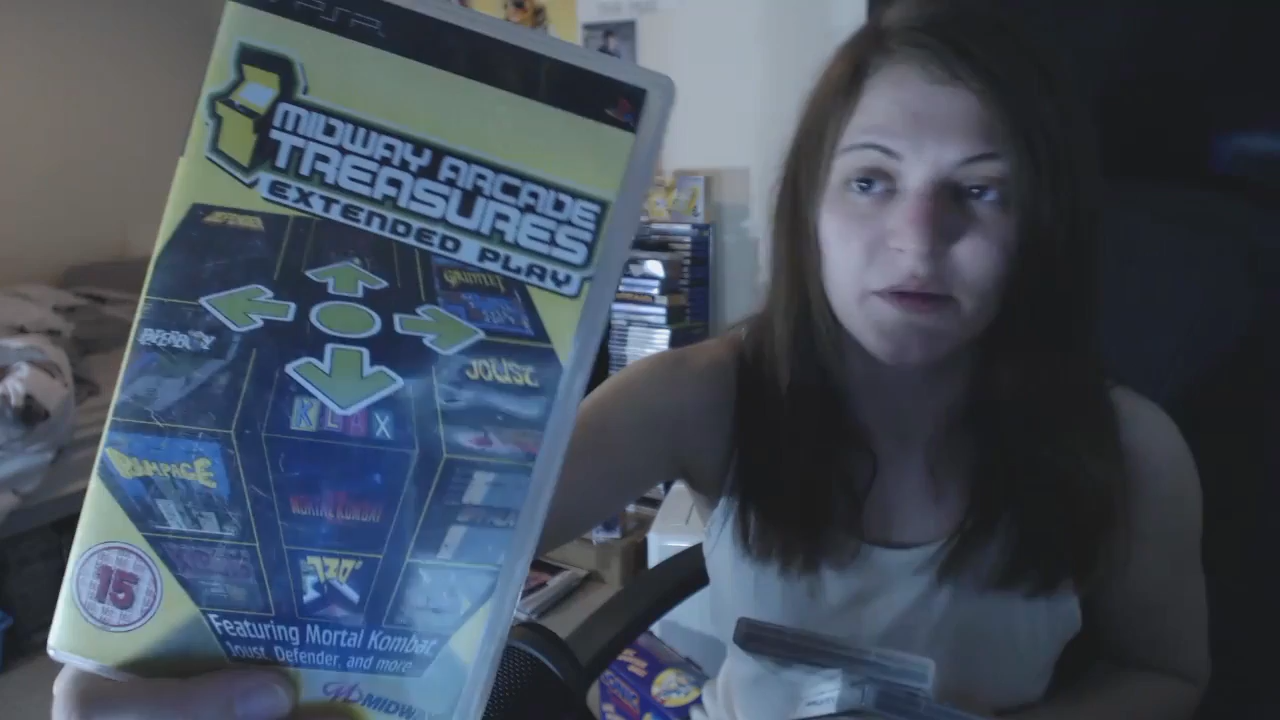 PSP
MIDWAY ARCADE
TREASURES
EXTENDED PLAY
DEFENDER
GAUNTLET
JOUST
KLAX
RAMPAGE
MORTAL KOMBAT
720°
15
Featuring Mortal Kombat,
Joust, Defender, and more
MIDWAY